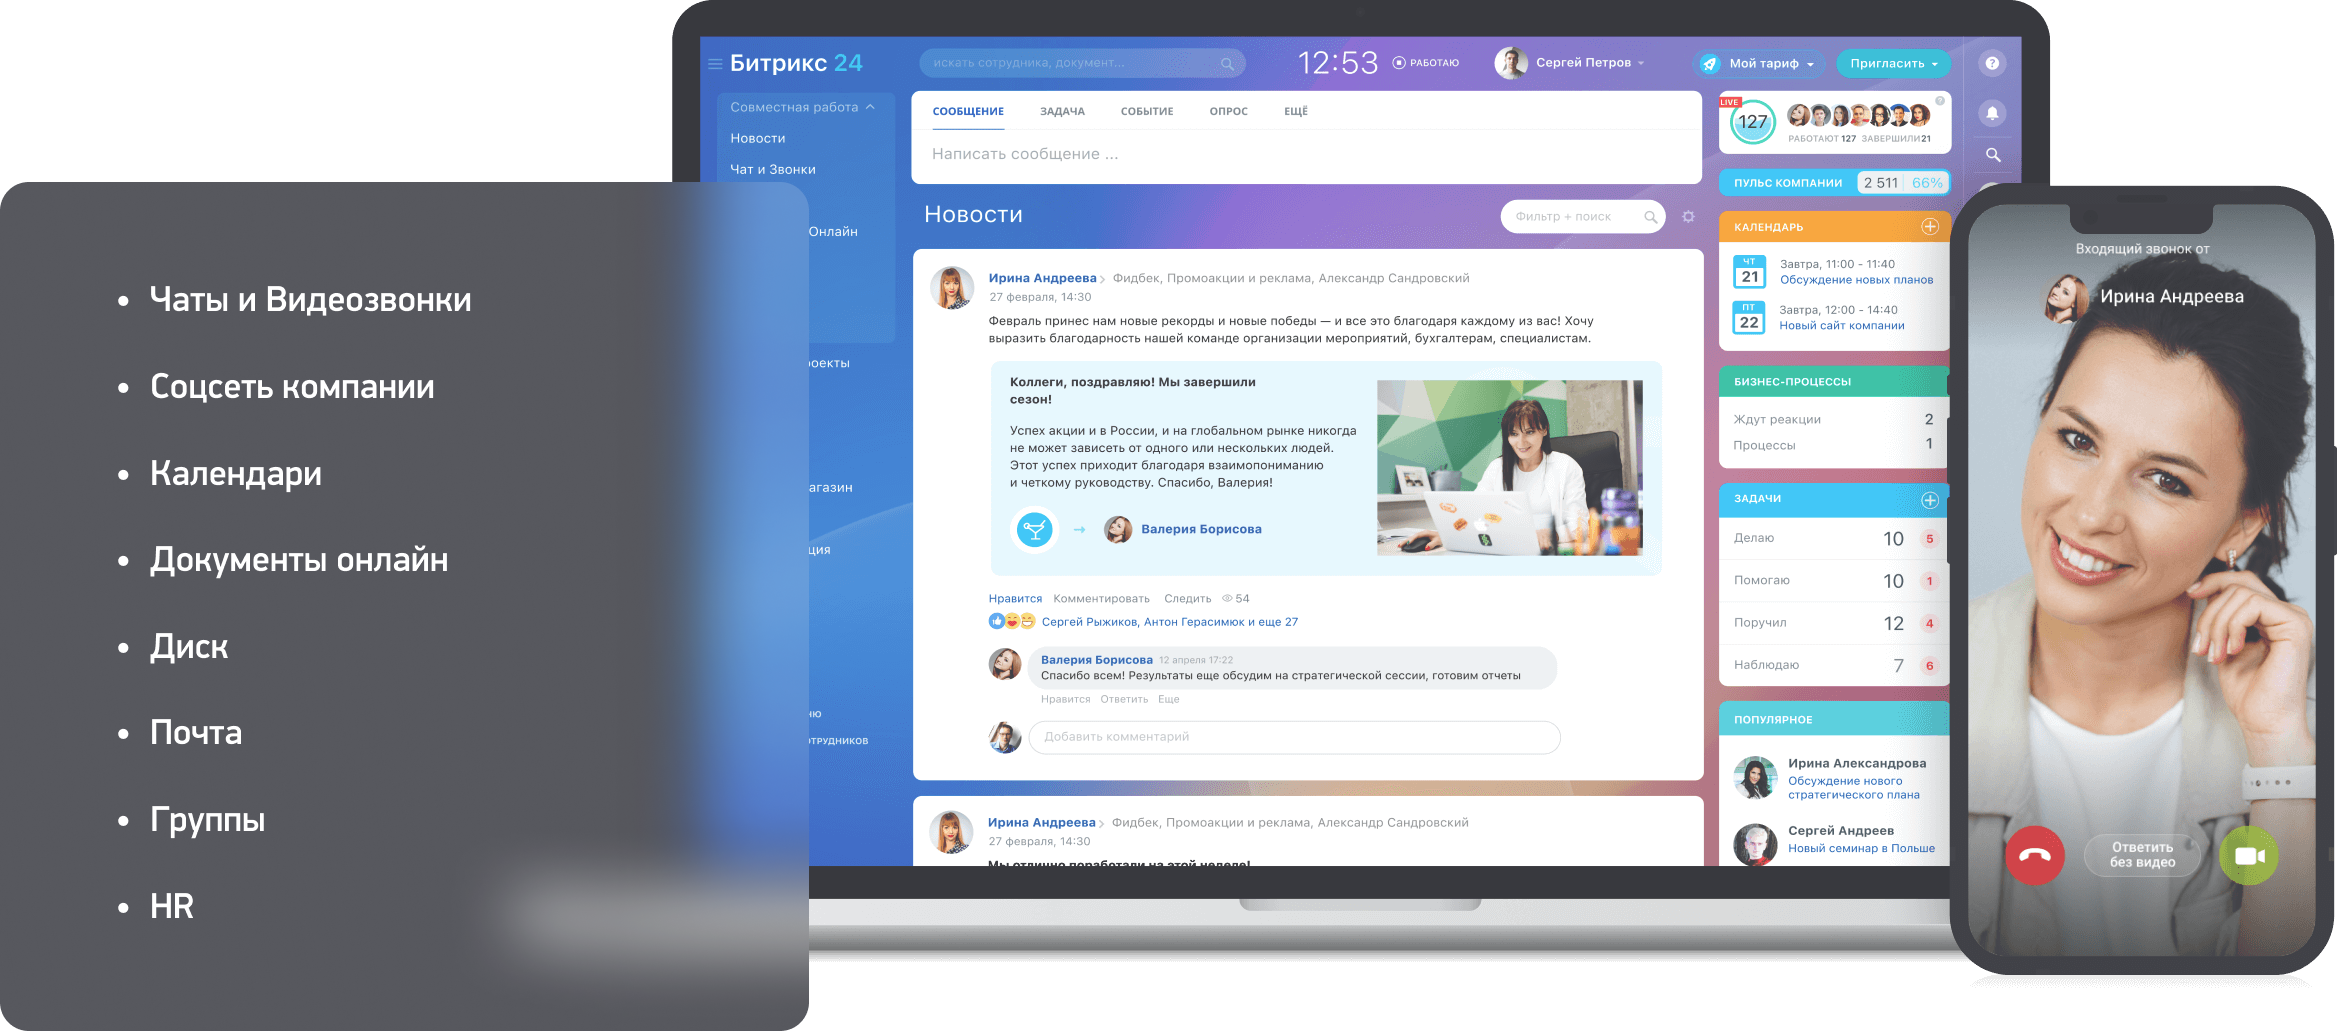 Чаты и Видеозвонки
Соцсеть компании
Календари
Документы онлайн
Диск
Почта
Группы
HR
Битрикс 24
искать сотрудника, документ...
12:53
РАБОТАЮ
Сергей Петров
Мой тариф
Пригласить
Совместная работа
Новости
Чат и Звонки
Онлайн
СООБЩЕНИЕ
ЗАДАЧА
СОБЫТИЕ
ОПРОС
ЕЩЁ
Написать сообщение ...
Новости
Фильтр + поиск
Ирина Андреева Фидбек, Промоакции и реклама, Александр Сандровский
27 февраля, 14:30
Февраль принес нам новые рекорды и новые победы — и все это благодаря каждому из вас! Хочу
выразить благодарность нашей команде организации мероприятий, бухгалтерам, специалистам.
Коллеги, поздравляю! Мы завершили
сезон!
Успех акции и в России, и на глобальном рынке никогда
не может зависеть от одного или нескольких людей.
Этот успех приходит благодаря взаимопониманию
и четкому руководству. Спасибо, Валерия!
Валерия Борисова
Нравится Комментировать Следить 54
Сергей Рыжиков, Антон Герасимюк и еще 27
Валерия Борисова 12 апреля 17:22
Спасибо всем! Результаты еще обсудим на стратегической сессии, готовим отчеты
Нравится Ответить Еще
Добавить комментарий
Ирина Андреева Фидбек, Промоакции и реклама, Александр Сандровский
27 февраля, 14:30
Мы отлично поработали на этой неделе!
LIVE
127
РАБОТАЮТ 127 ЗАВЕРШИЛИ 21
ПУЛЬС КОМПАНИИ 2 511 66%
КАЛЕНДАРЬ
ЧТ
21
Завтра, 11:00 - 11:40
Обсуждение новых планов
ПТ
22
Завтра, 12:00 - 14:40
Новый сайт компании
БИЗНЕС-ПРОЦЕССЫ
Ждут реакции 2
Процессы 1
ЗАДАЧИ
Делаю 10 5
Помогаю 10 1
Поручил 12 4
Наблюдаю 7 6
ПОПУЛЯРНОЕ
Ирина Александрова
Обсуждение нового
стратегического плана
Сергей Андреев
Новый семинар в Польше
Входящий звонок от
Ирина Андреева
Ответить
без видео